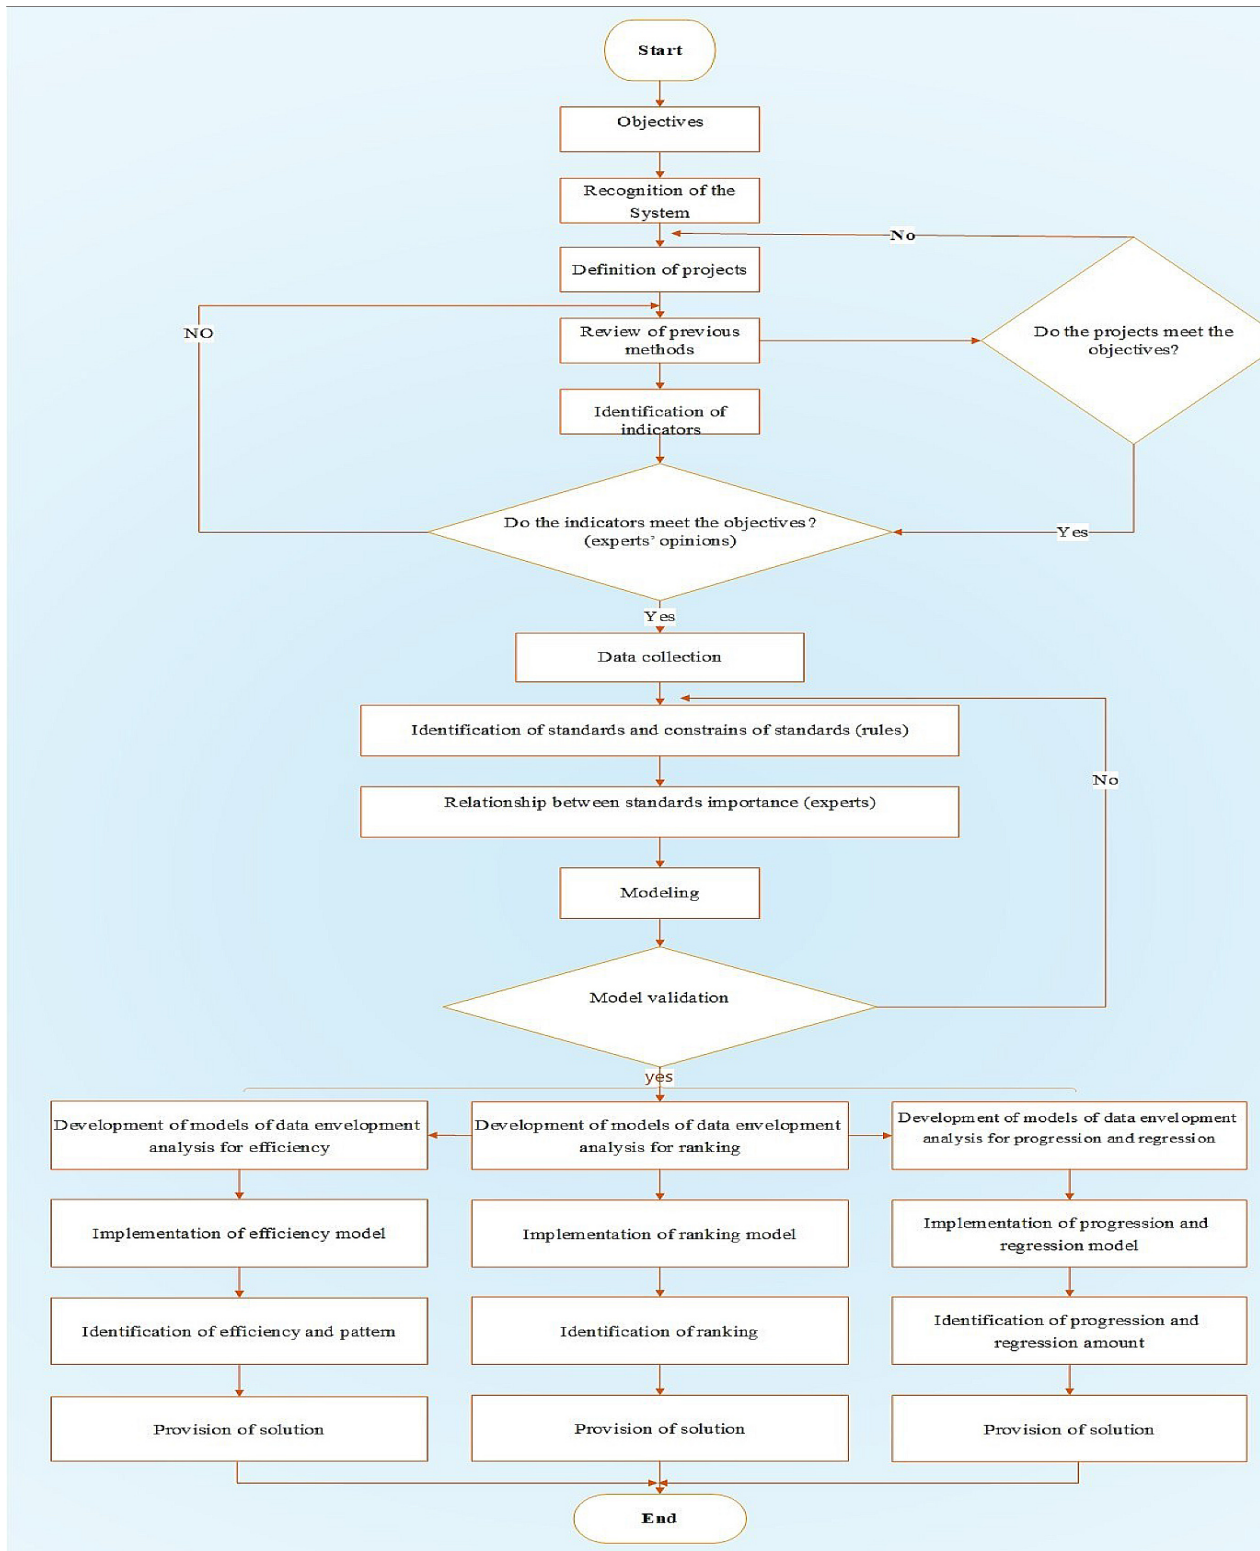 Start
Objectives
Recognition of the
System
No
Definition of projects
NO
Review of previous
methods
Do the projects meet the
objectives?
Identification of
indicators
Do the indicators meet the objectives?
(experts' opinions)
Yes
Yes
Data collection
Identification of standards and constrains of standards (rules)
No
Relationship between standards importance (experts)
Modeling
Model validation
yes
Development of models of data envelopment
analysis for efficiency
Development of models of data envelopment
analysis for ranking
Development of models of data envelopment
analysis for progression and regression
Implementation of efficiency model
Implementation of ranking model
Implementation of progression and
regression model
Identification of efficiency and pattern
Identification of ranking
Identification of progression and
regression amount
Provision of solution
Provision of solution
Provision of solution
End